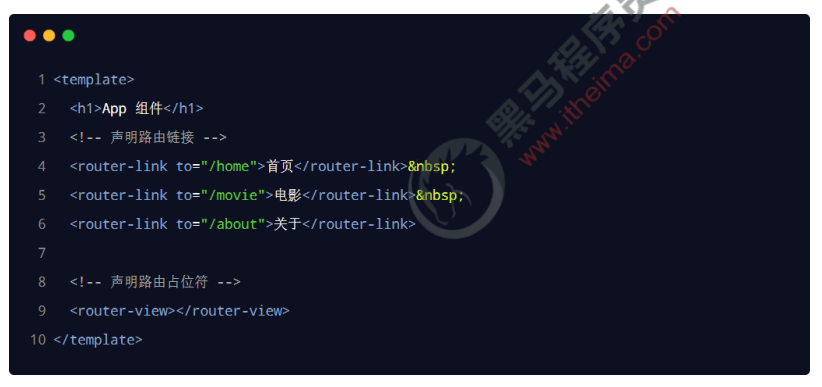 黑马程序员
www.itheima.com
1 <template>
2 <h1>App 组件</h1>
3 <!-- 声明路由链接 -->
4 <router-link to="/home">首页</router-link>&nbsp;
5 <router-link to="/movie">电影</router-link>&nbsp;
6 <router-link to="/about">关于</router-link>
7
8 <!-- 声明路由占位符 -->
9 <router-view></router-view>
10 </template>